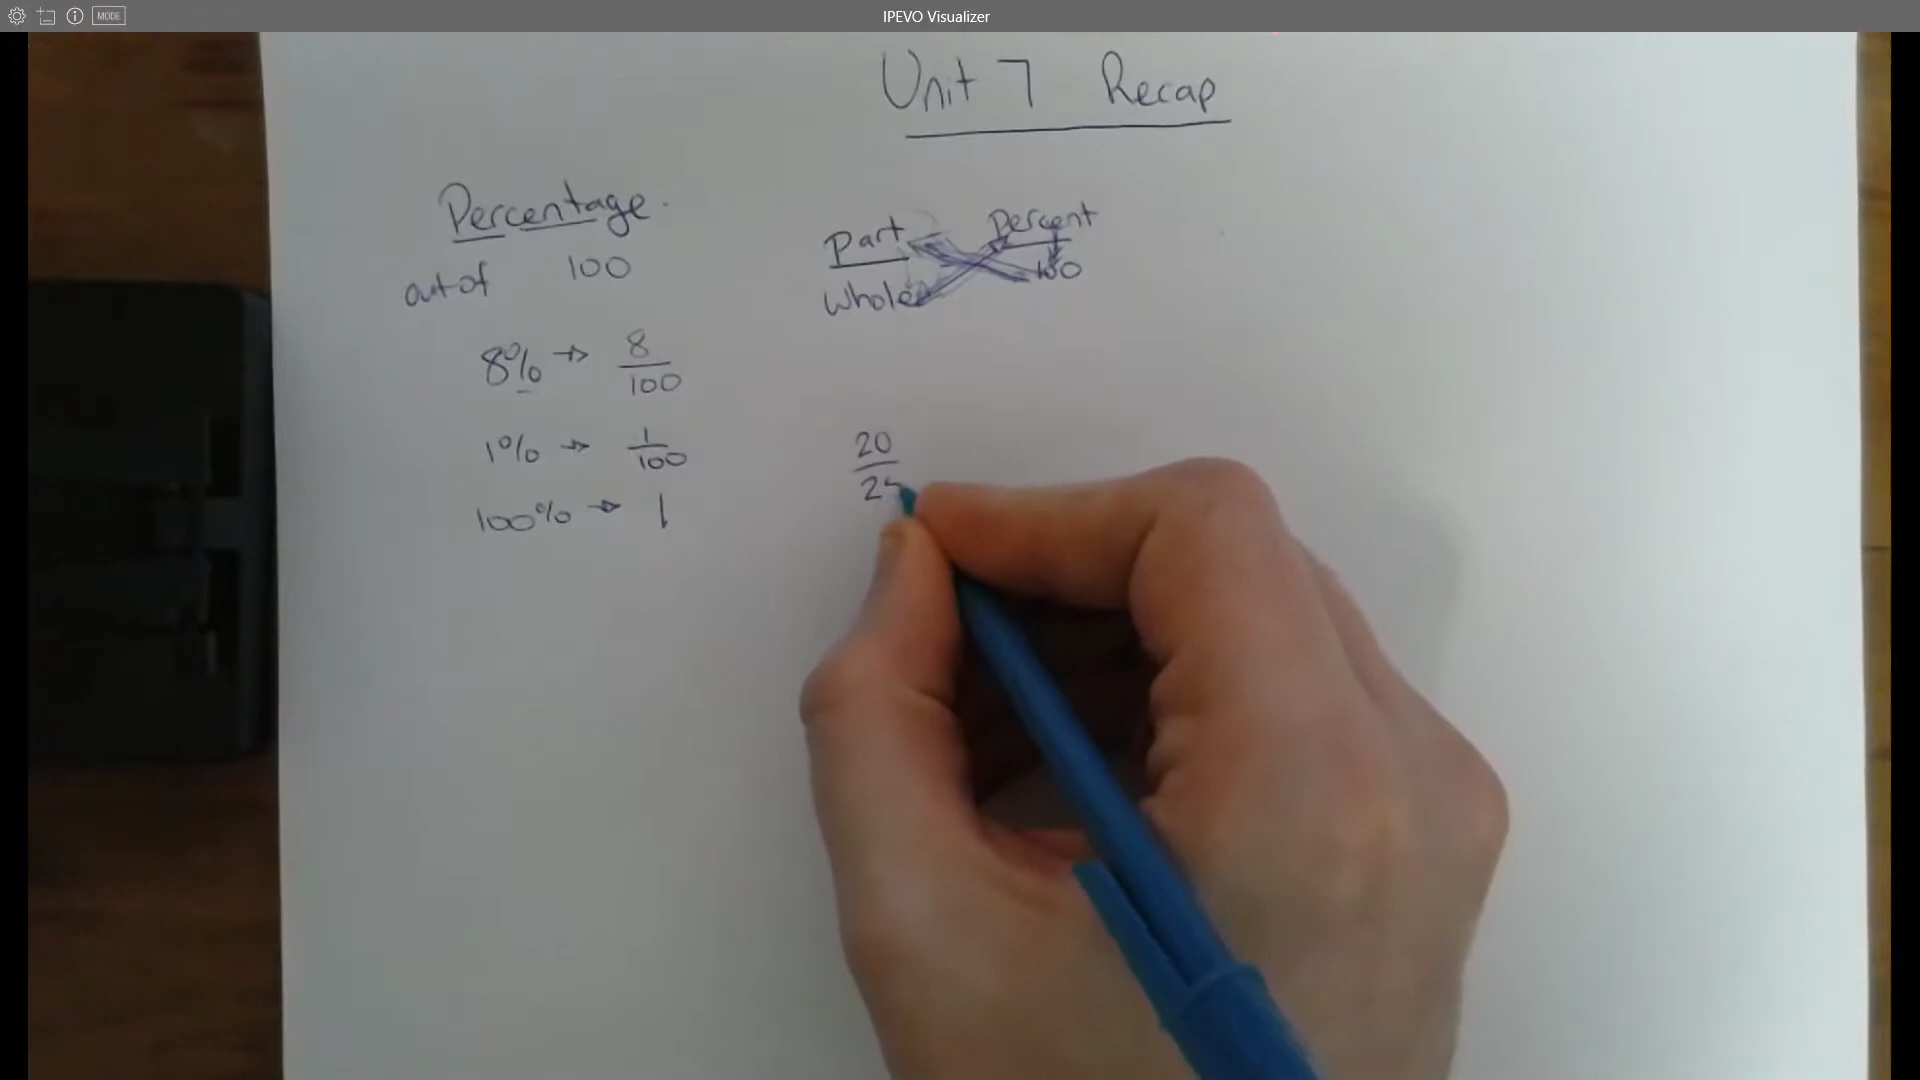 MODE
IPEVO Visualizer
Unit 7 Recap
Percentage.
out of 100
8% → 8/100
1% → 1/100
100% → 1
Part Percent
Whole 100
20
25